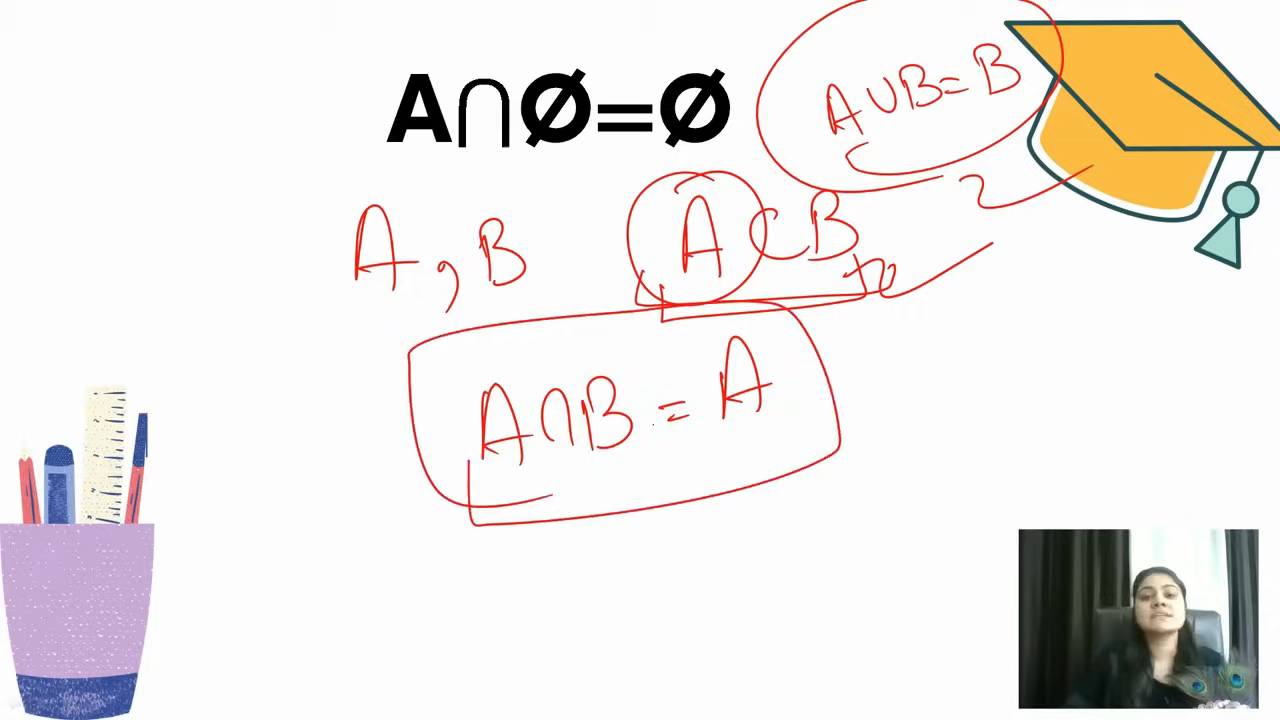 A∩Ø=Ø
A∪B=B
A, B
A⊂B
A∩B = A